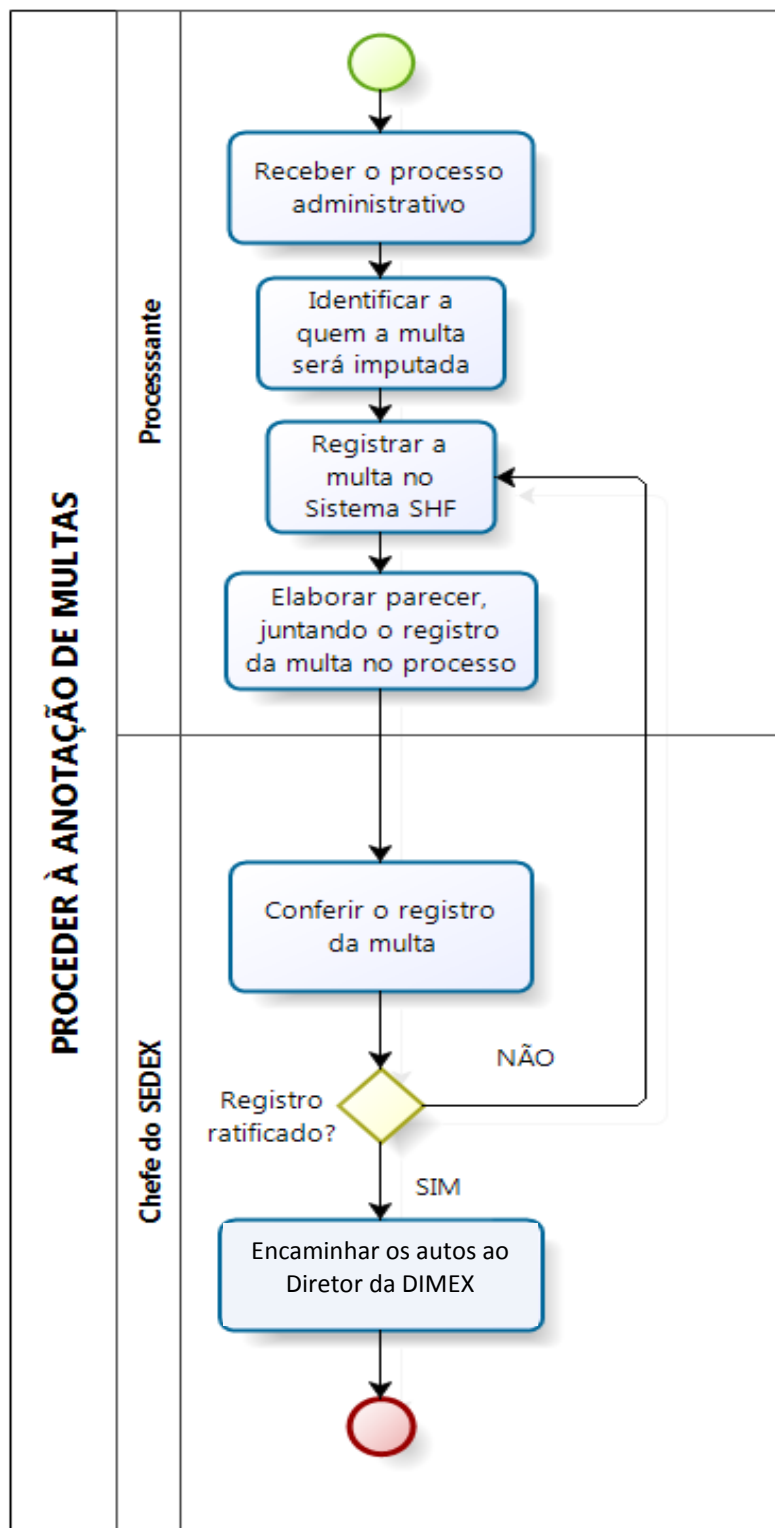 PROCEDER À ANOTAÇÃO DE MULTAS
Processsante
Receber o processo
administrativo
Identificar a
quem a multa
será imputada
Registrar a
multa no
Sistema SHF
Elaborar parecer,
juntando o registro
da multa no processo
Chefe do SEDEX
Conferir o registro
da multa
Registro
ratificado?
NÃO
SIM
Encaminhar os autos ao
Diretor da DIMEX